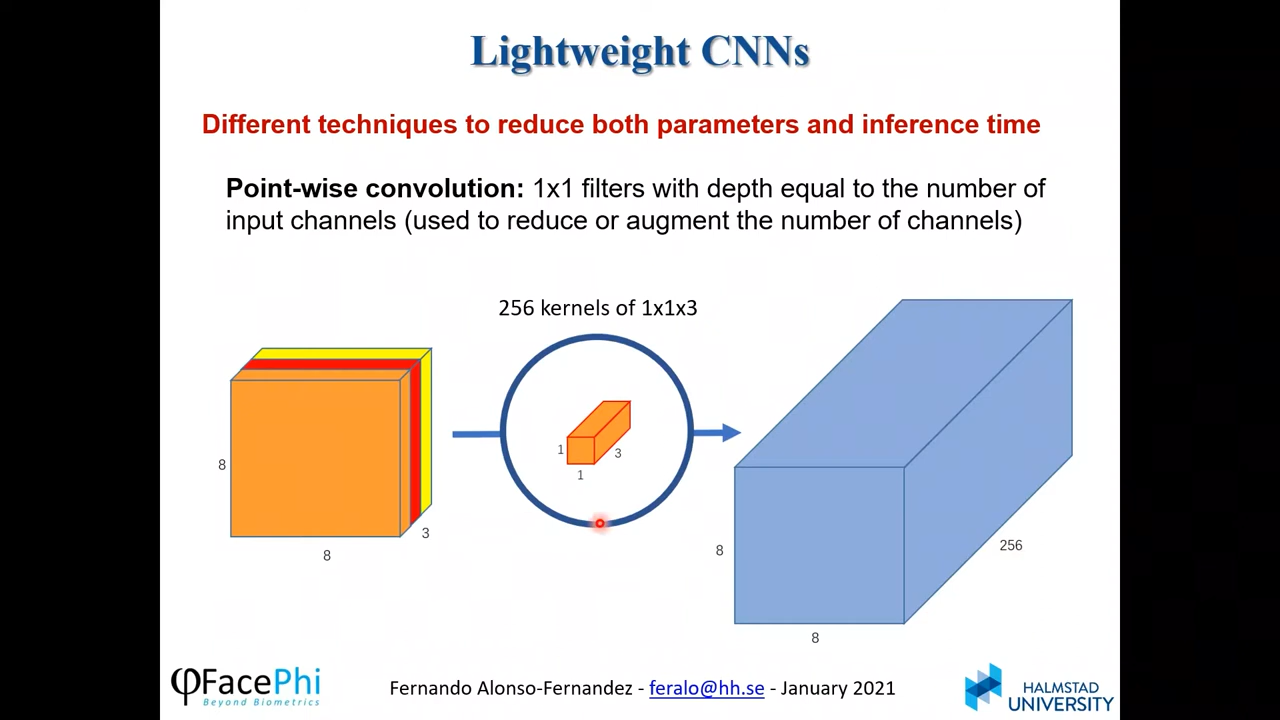 Lightweight CNNs
Different techniques to reduce both parameters and inference time
Point-wise convolution: 1x1 filters with depth equal to the number of
input channels (used to reduce or augment the number of channels)
256 kernels of 1x1x3
8
8
3
1
1
3
8
8
256
φFacePhi
Beyond Biometrics
Fernando Alonso-Fernandez - feralo@hh.se - January 2021
HALMSTAD
UNIVERSITY